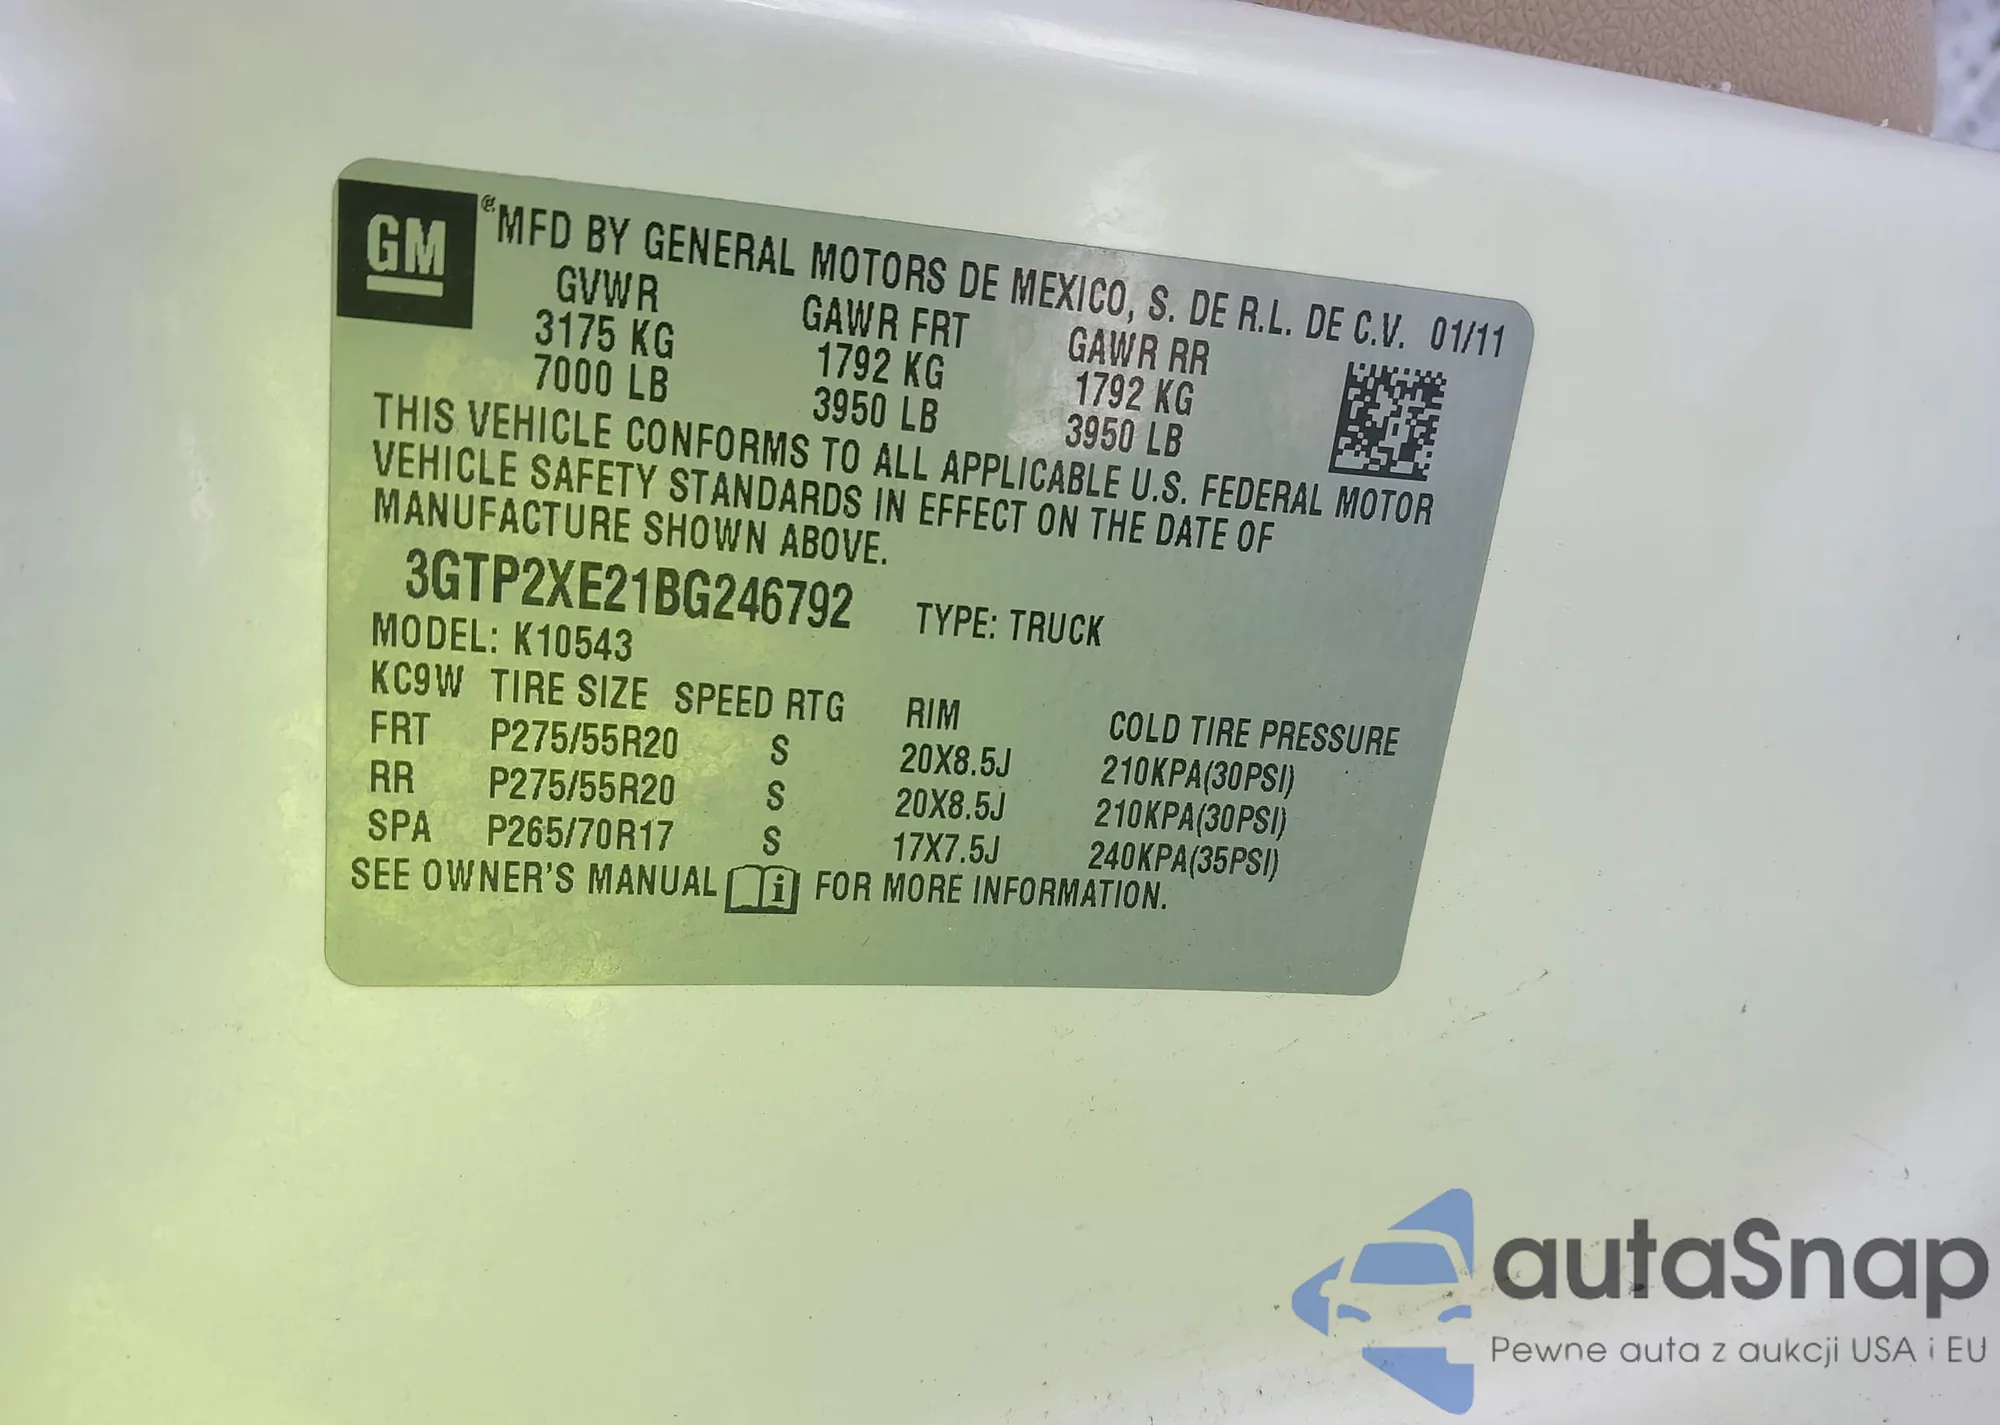 GM ® MFD BY GENERAL MOTORS DE MEXICO, S. DE R.L. DE C.V. 01/11
GVWR GAWR FRT GAWR RR
3175 KG 1792 KG 1792 KG
7000 LB 3950 LB 3950 LB
THIS VEHICLE CONFORMS TO ALL APPLICABLE U.S. FEDERAL MOTOR
VEHICLE SAFETY STANDARDS IN EFFECT ON THE DATE OF
MANUFACTURE SHOWN ABOVE.
3GTP2XE21BG246792 TYPE: TRUCK
MODEL: K10543
KC9W TIRE SIZE SPEED RTG RIM COLD TIRE PRESSURE
FRT P275/55R20 S 20X8.5J 210KPA(30PSI)
RR P275/55R20 S 20X8.5J 210KPA(30PSI)
SPA P265/70R17 S 17X7.5J 240KPA(35PSI)
SEE OWNER'S MANUAL i FOR MORE INFORMATION.
autaSnap
Pewne auta z aukcji USA i EU